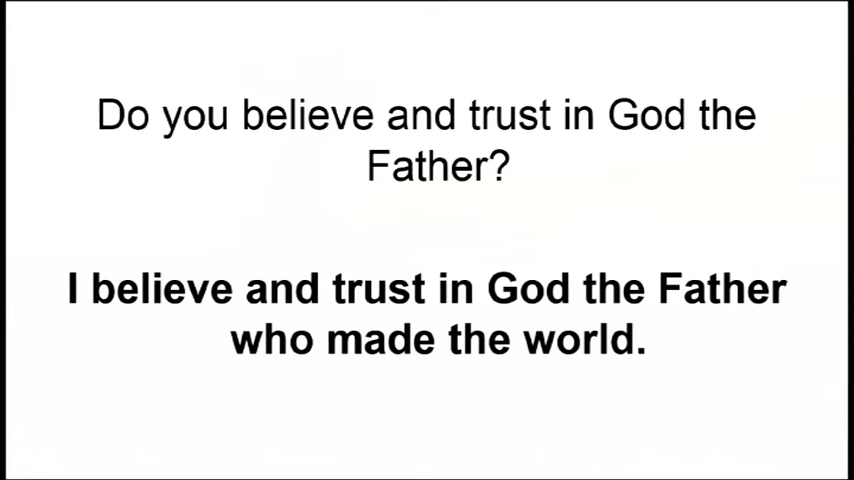 Do you believe and trust in God the
Father?
I believe and trust in God the Father
who made the world.